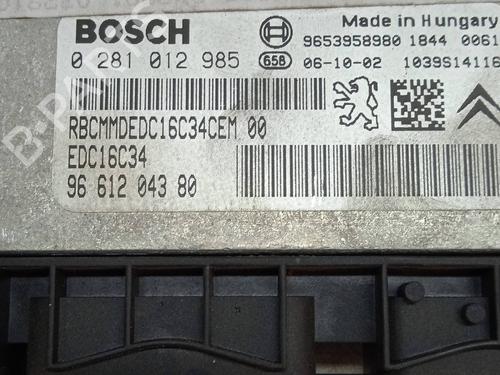 BOSCH
Made in Hungary
9653958980 1844 0061
0 281 012 985
658
06-10-02 1039S14116
RBCMMDEDC16C34CEM 00
EDC16C34
96 612 043 80
B-PARTS